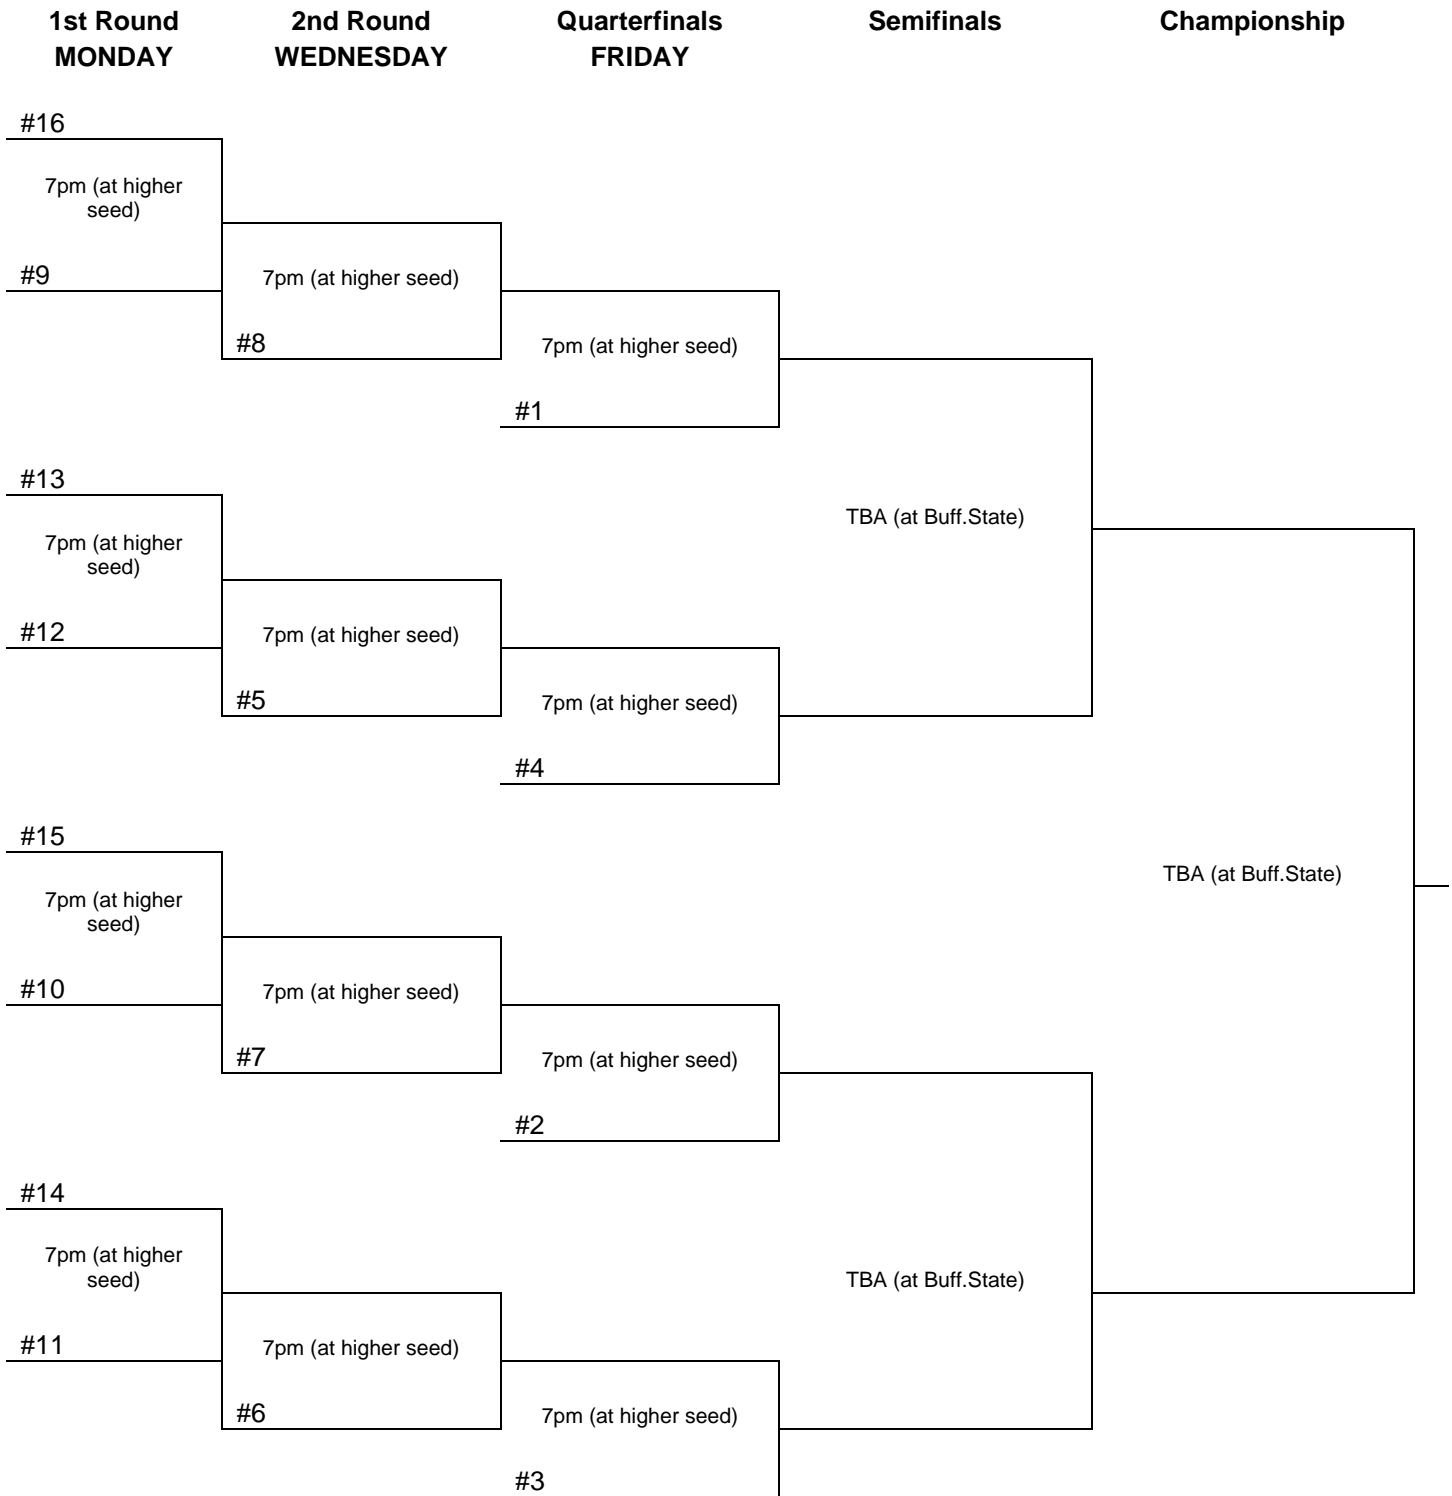 1st Round 2nd Round Quarterfinals Semifinals Championship
MONDAY WEDNESDAY FRIDAY
#16
7pm (at higher
seed)
#9
7pm (at higher seed)
#8
7pm (at higher seed)
#1
#13
TBA (at Buff.State)
7pm (at higher
seed)
#12
7pm (at higher seed)
#5
7pm (at higher seed)
#4
#15
TBA (at Buff.State)
7pm (at higher
seed)
#10
7pm (at higher seed)
#7
7pm (at higher seed)
#2
#14
7pm (at higher
seed)
TBA (at Buff.State)
#11
7pm (at higher seed)
#6
7pm (at higher seed)
#3